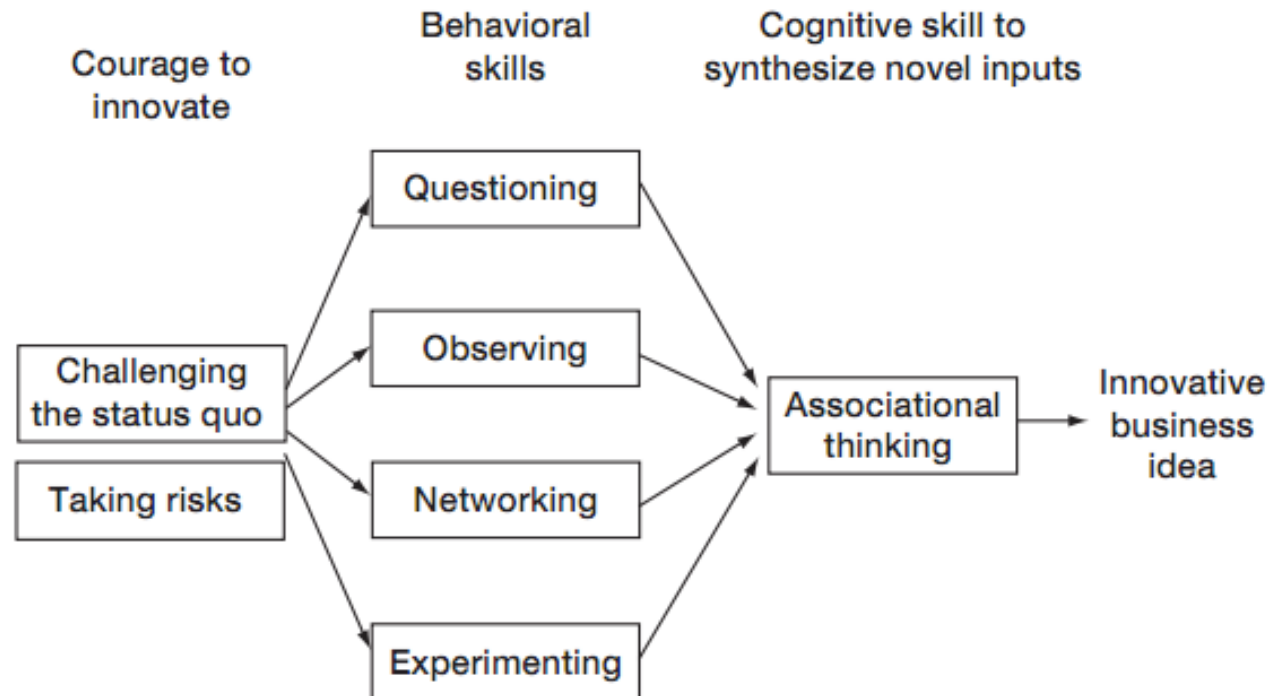 Courage to
innovate
Behavioral
skills
Cognitive skill to
synthesize novel inputs
Challenging
the status quo
Taking risks
Questioning
Observing
Networking
Experimenting
Associational
thinking
Innovative
business
idea